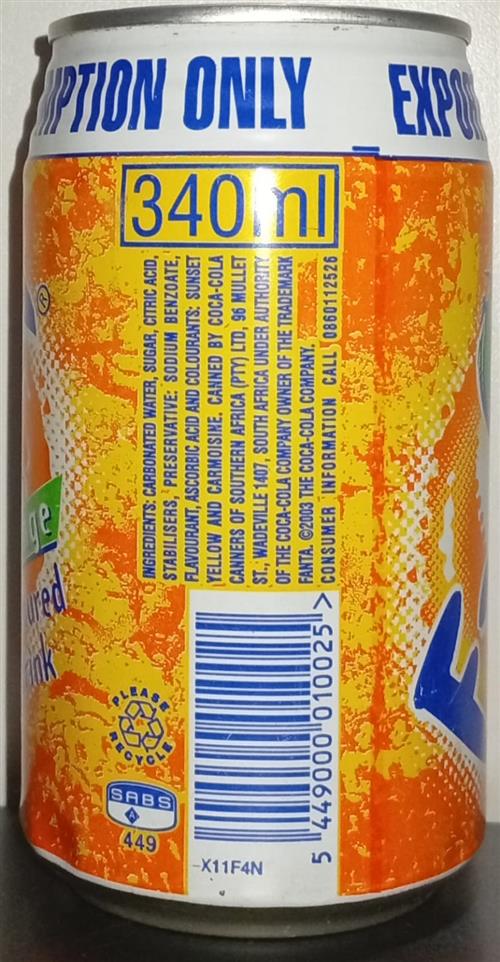 ONLY
340 ml
INGREDIENTS: CARBONATED WATER, SUGAR, CITRIC ACID,
STABILISERS, PRESERVATIVE: SODIUM BENZOATE,
FLAVOURANT, ASCORBIC ACID AND COLOURANTS: SUNSET
YELLOW AND CARMOISINE. CANNED BY COCA-COLA
CANNERS OF SOUTHERN AFRICA (PTY) LTD, 96 MULLET
ST, WADEVILLE 1407, SOUTH AFRICA UNDER AUTHORITY
OF THE COCA-COLA COMPANY OWNER OF THE TRADEMARK
FANTA. ©2003 THE COCA-COLA COMPANY.
CONSUMER INFORMATION CALL 0860112526
PLEASE
RECYCLE
SABS
449
5 449000 010025 >
X11F4N